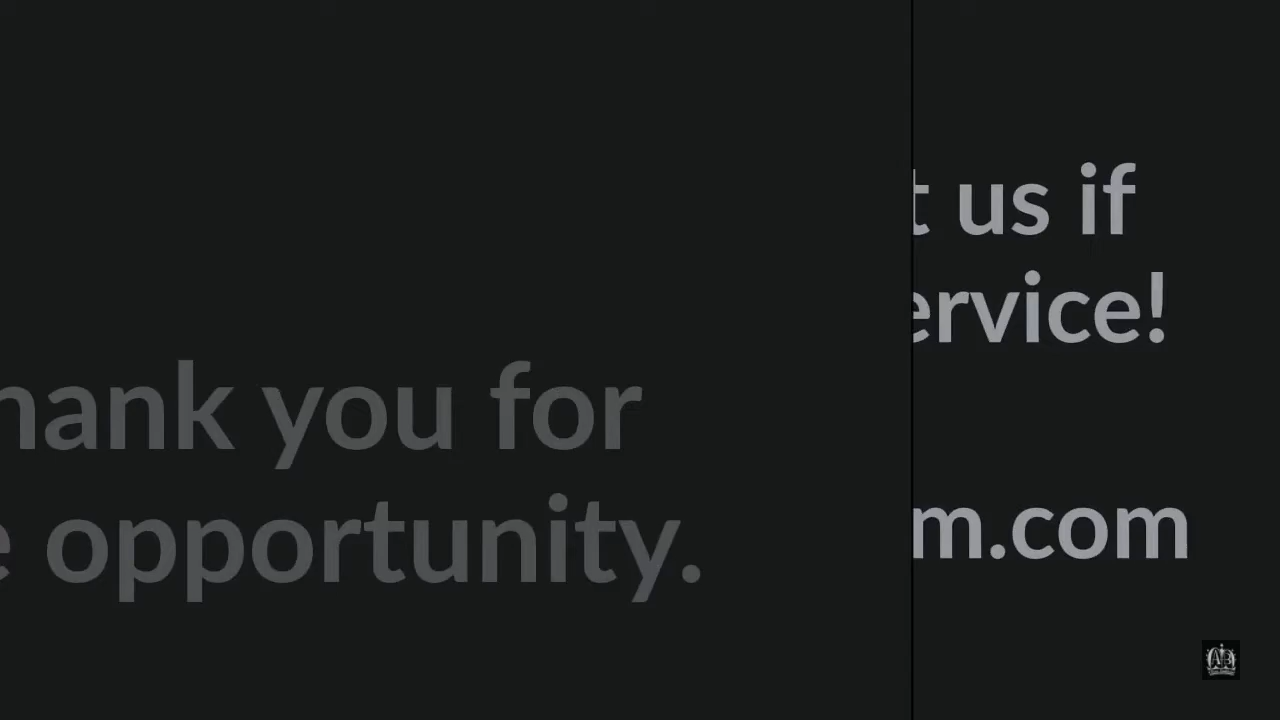 hank you for
e opportunity.
t us if
ervice!
m.com